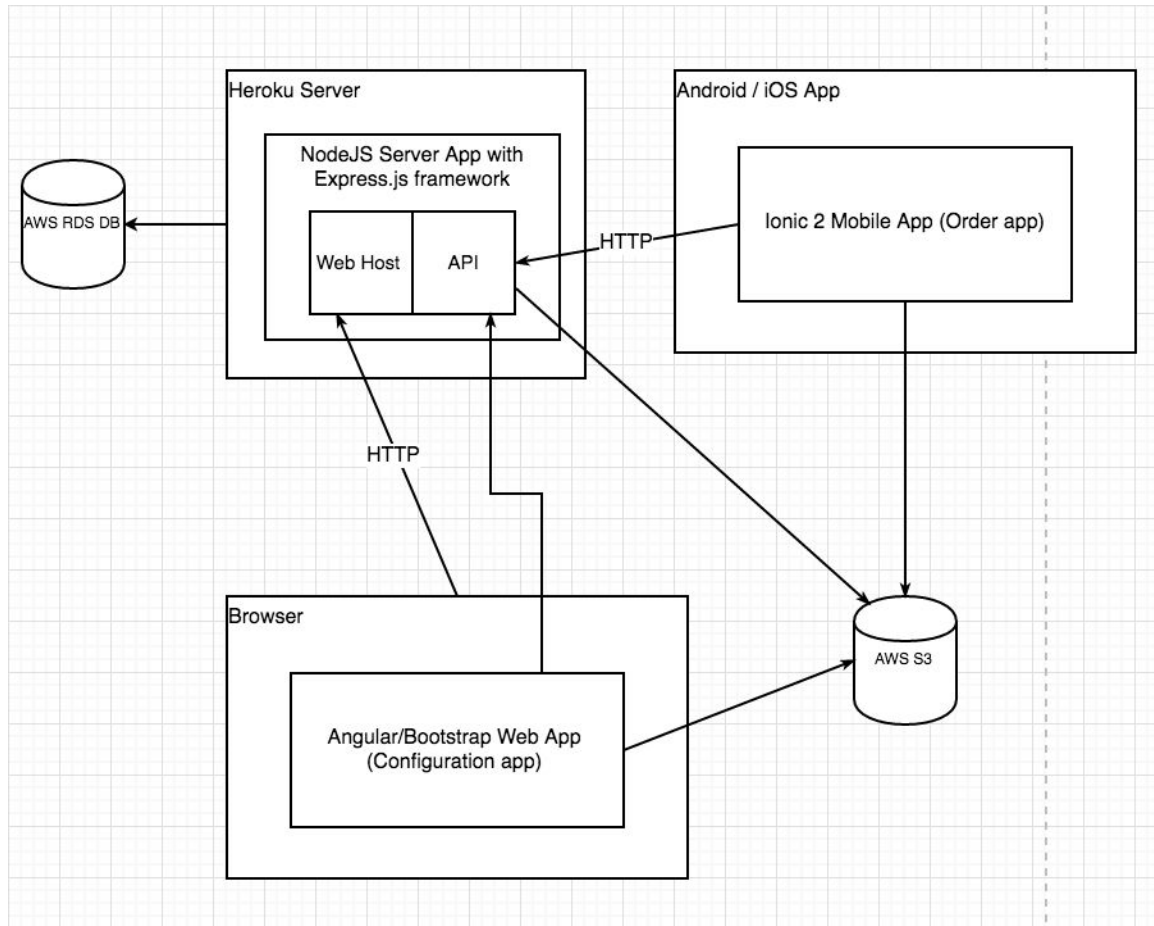 Heroku Server
Android / iOS App
NodeJS Server App with
Express.js framework
Ionic 2 Mobile App (Order app)
AWS RDS DB
HTTP
Web Host
API
HTTP
Browser
AWS S3
Angular/Bootstrap Web App
(Configuration app)